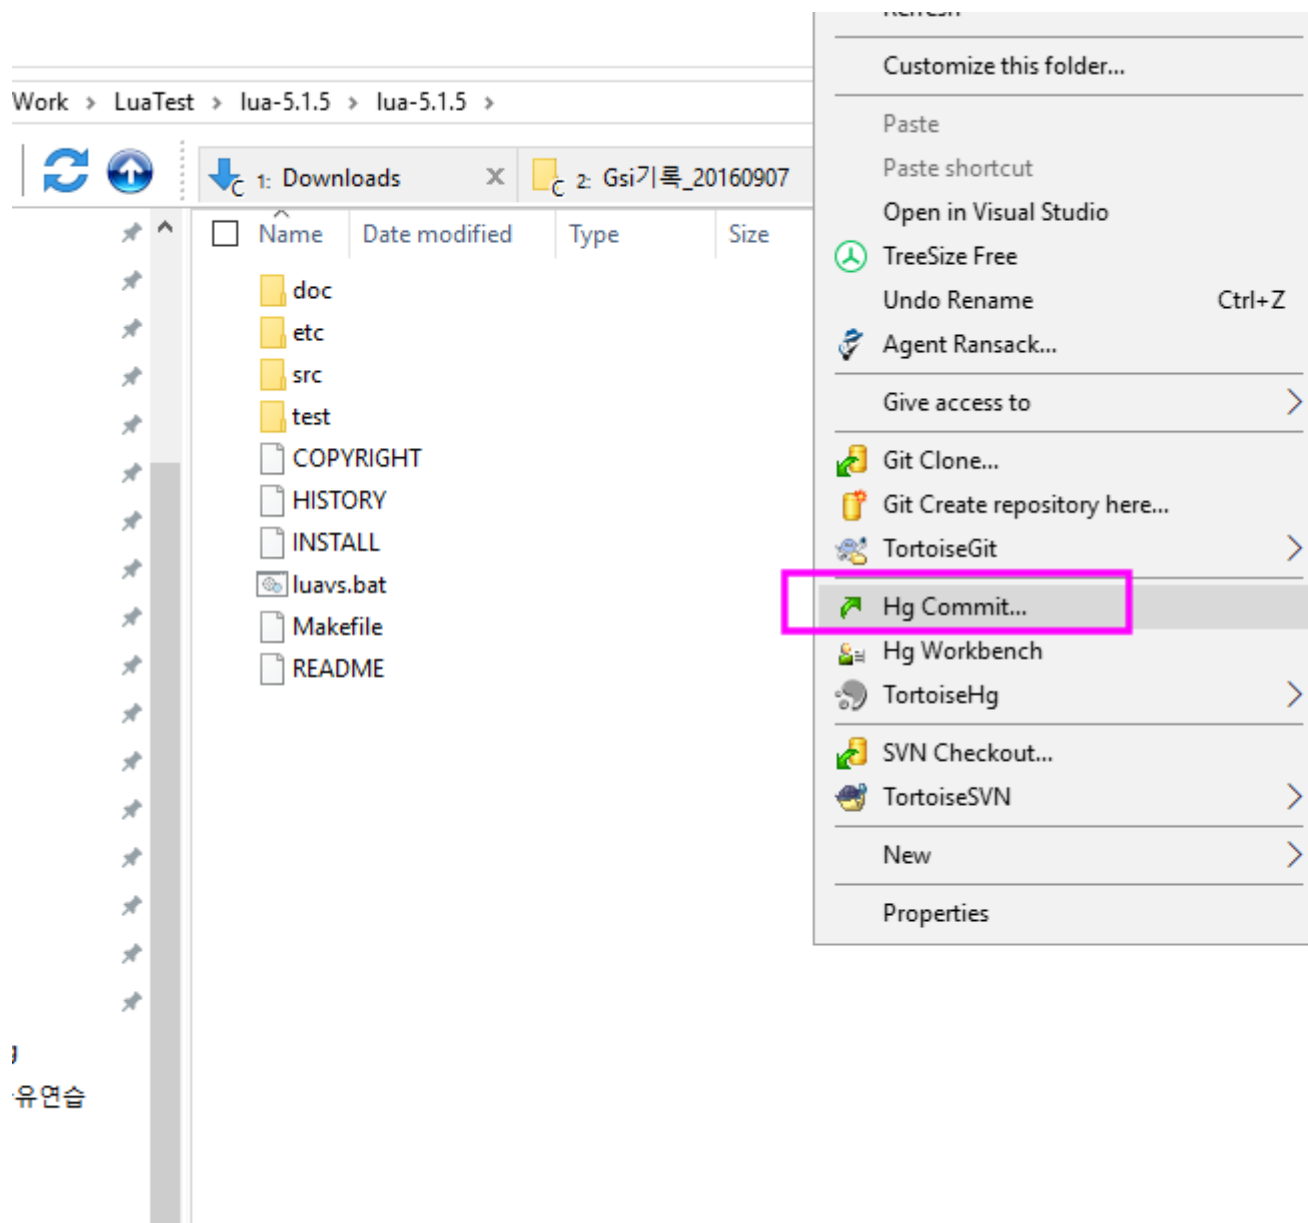 Refresh
Customize this folder...
Work > LuaTest > lua-5.1.5 > lua-5.1.5 >
Paste
Paste shortcut
C 1: Downloads x C 2: Gsi기록_20160907
Open in Visual Studio
Name Date modified Type Size
TreeSize Free
doc
Undo Rename Ctrl+Z
etc
Agent Ransack...
src
Give access to
test
COPYRIGHT
Git Clone...
HISTORY
Git Create repository here...
INSTALL
TortoiseGit
luavs.bat
Hg Commit...
Makefile
Hg Workbench
README
TortoiseHg
SVN Checkout...
TortoiseSVN
New
Properties
유연습